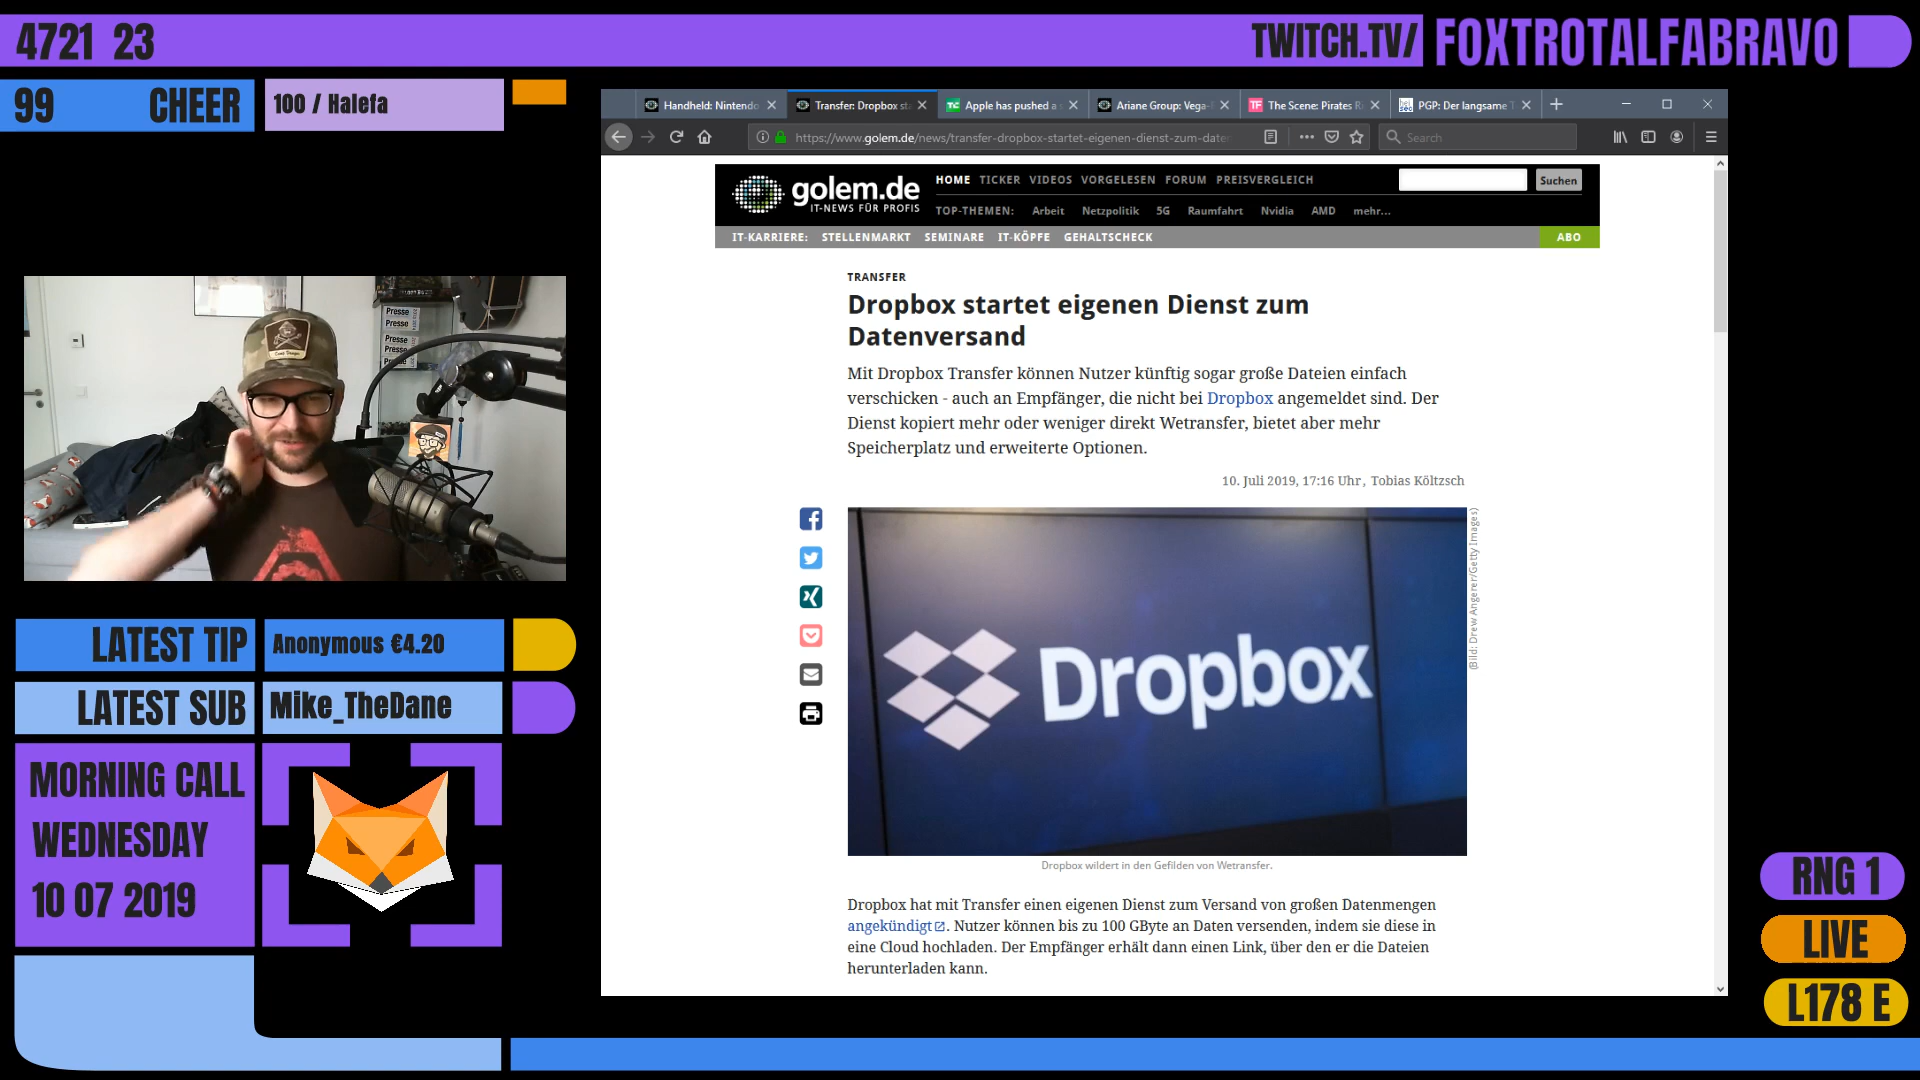 4721 23
TWITCH.TV/ FOXTROTALFABRAVO
99 CHEER
100 / Halefa
Handheld: Nintendo
Transfer: Dropbox sta
Apple has pushed a s
Ariane Group: Vega-
The Scene: Pirates R
PGP: Der langsame T
https://www.golem.de/news/transfer-dropbox-startet-eigenen-dienst-zum-date
Search
golem.de
IT-NEWS FÜR PROFIS
HOME TICKER VIDEOS VORGELESEN FORUM PREISVERGLEICH
Suchen
TOP-THEMEN: Arbeit Netzpolitik 5G Raumfahrt Nvidia AMD mehr...
IT-KARRIERE: STELLENMARKT SEMINARE IT-KÖPFE GEHALTSCHECK
ABO
TRANSFER
Dropbox startet eigenen Dienst zum
Datenversand
Mit Dropbox Transfer können Nutzer künftig sogar große Dateien einfach
verschicken - auch an Empfänger, die nicht bei Dropbox angemeldet sind. Der
Dienst kopiert mehr oder weniger direkt Wetransfer, bietet aber mehr
Speicherplatz und erweiterte Optionen.
10. Juli 2019, 17:16 Uhr, Tobias Költzsch
Dropbox
(Bild: Drew Angerer/Getty Images)
Dropbox wildert in den Gefilden von Wetransfer.
Dropbox hat mit Transfer einen eigenen Dienst zum Versand von großen Datenmengen
angekündigt. Nutzer können bis zu 100 GByte an Daten versenden, indem sie diese in
eine Cloud hochladen. Der Empfänger erhält dann einen Link, über den er die Dateien
herunterladen kann.
Presse
Presse
Presse
Presse
Presse
LATEST TIP
Anonymous €4.20
LATEST SUB
Mike_TheDane
MORNING CALL
WEDNESDAY
10 07 2019
RNG 1
LIVE
L178 E